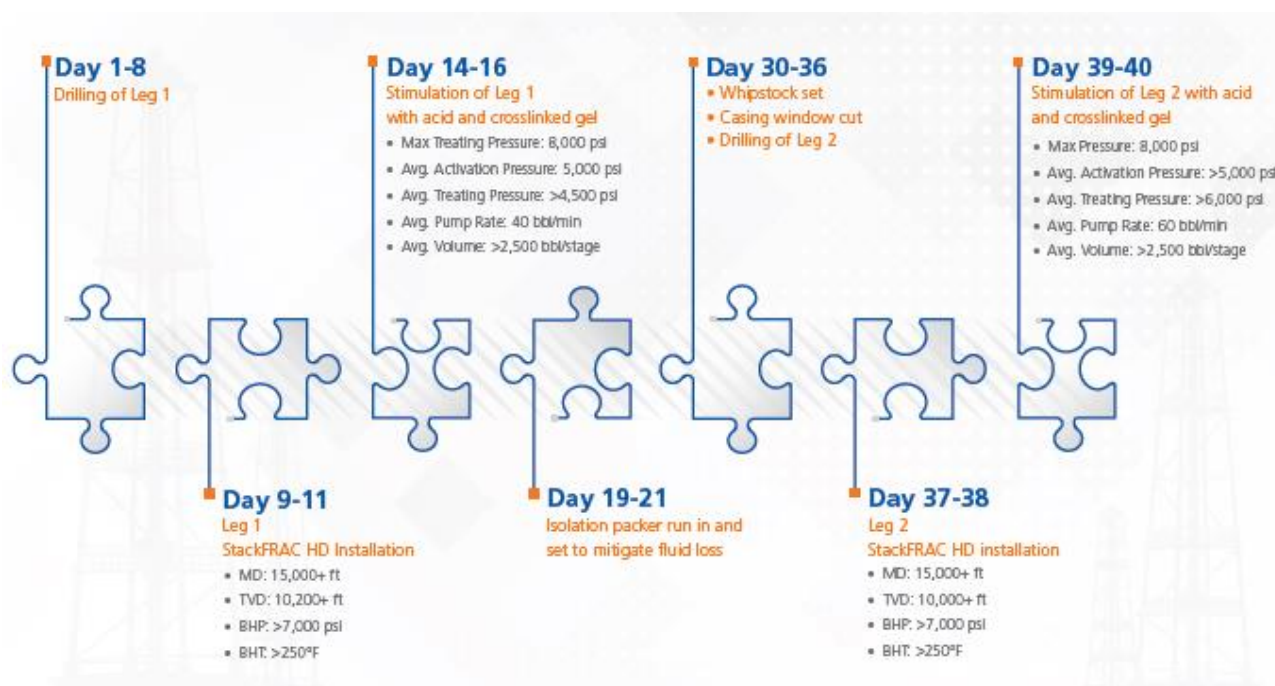 Day 1-8
Drilling of Leg 1
Day 14-16
Stimulation of Leg 1
with acid and crosslinked gel
• Max Treating Pressure: 8,000 psi
• Avg. Activation Pressure: 5,000 psi
• Avg. Treating Pressure: >4,500 psi
• Avg. Pump Rate: 40 bbl/min
• Avg. Volume: >2,500 bbl/stage
Day 30-36
• Whipstock set
• Casing window cut
• Drilling of Leg 2
Day 39-40
Stimulation of Leg 2 with acid
and crosslinked gel
• Max Pressure: 8,000 psi
• Avg. Activation Pressure: >5,000 psi
• Avg. Treating Pressure: >6,000 psi
• Avg. Pump Rate: 60 bbl/min
• Avg. Volume: >2,500 bbl/stage
Day 9-11
Leg 1
StackFRAC HD Installation
• MD: 15,000+ ft
• TVD: 10,200+ ft
• BHP: >7,000 psi
• BHT: >250°F
Day 19-21
Isolation packer run in and
set to mitigate fluid loss
Day 37-38
Leg 2
StackFRAC HD installation
• MD: 15,000+ ft
• TVD: 10,000+ ft
• BHP: >7,000 psi
• BHT: >250°F